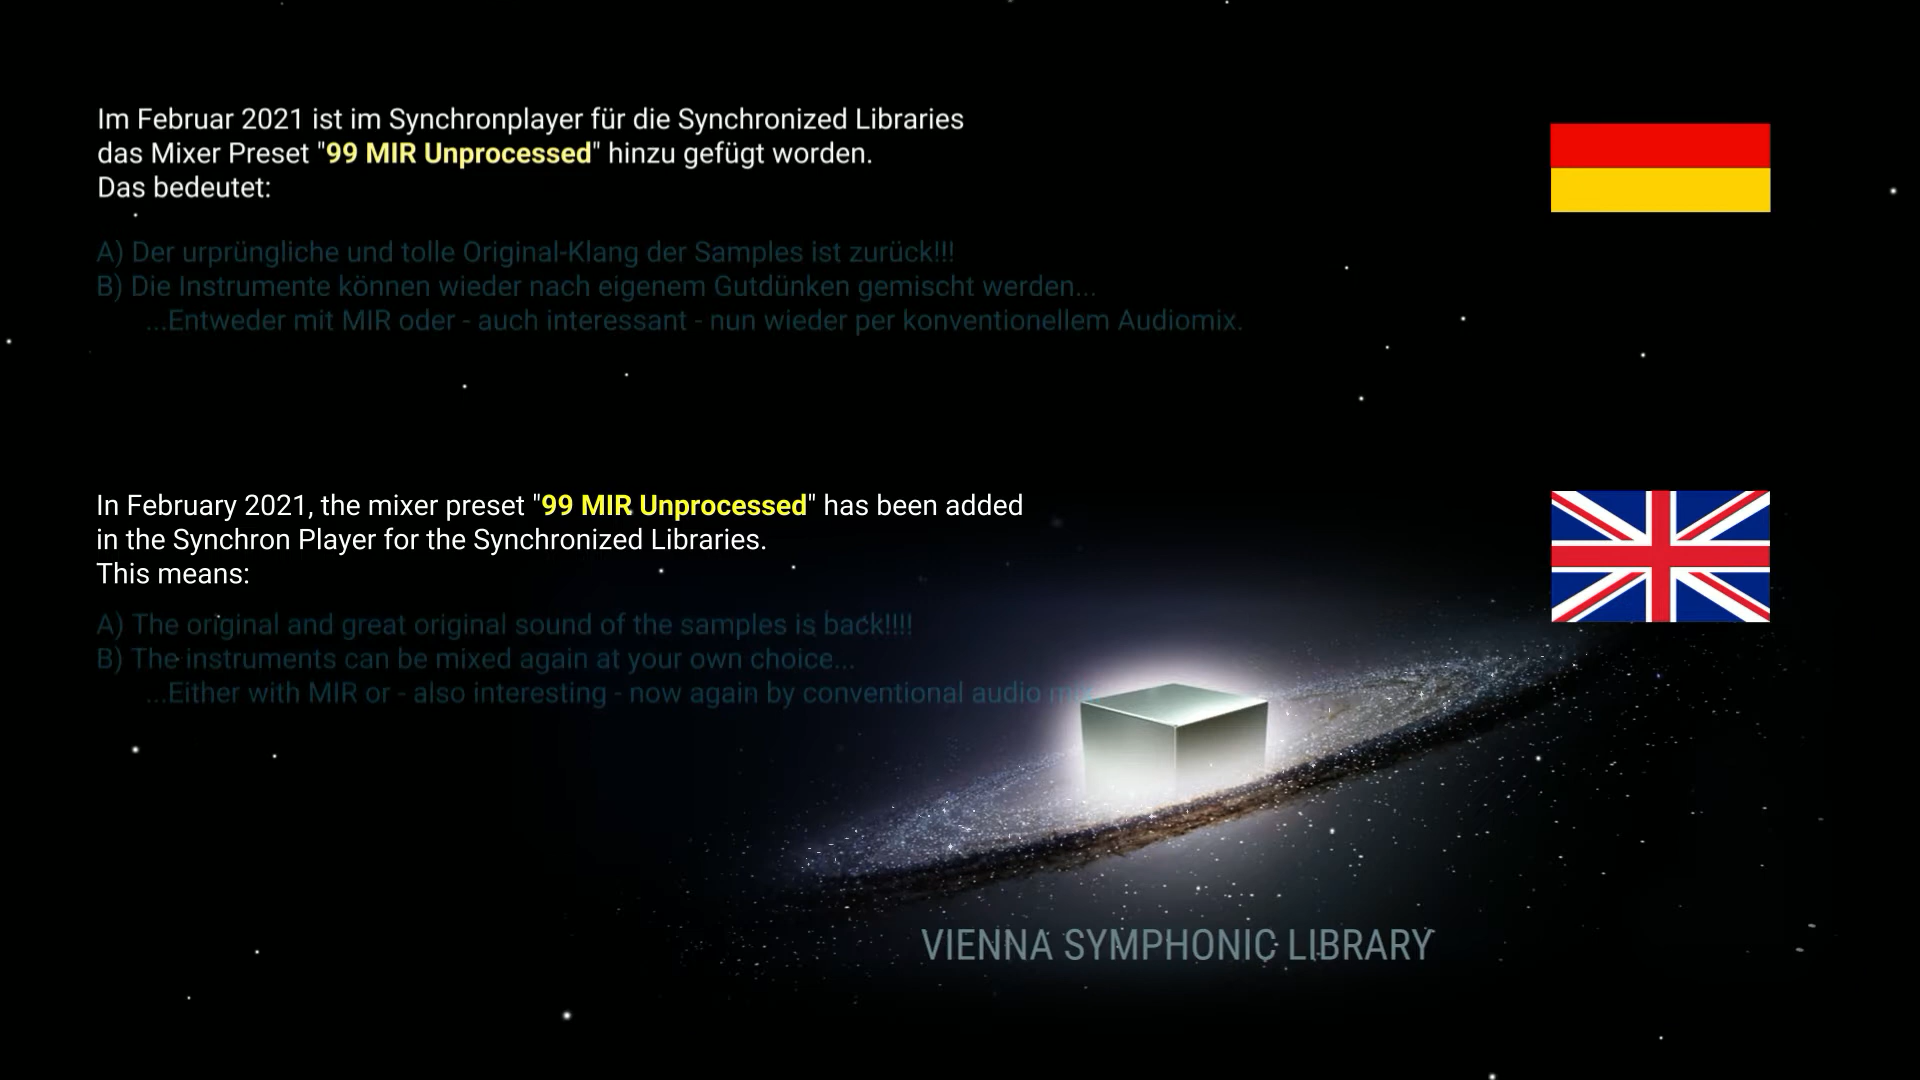 Im Februar 2021 ist im Synchronplayer für die Synchronized Libraries
das Mixer Preset "99 MIR Unprocessed" hinzu gefügt worden.
Das bedeutet:
A) Der urprüngliche und tolle Original-Klang der Samples ist zurück!!!
B) Die Instrumente können wieder nach eigenem Gutdünken gemischt werden...
...Entweder mit MIR oder - auch interessant - nun wieder per konventionellem Audiomix.
In February 2021, the mixer preset "99 MIR Unprocessed" has been added
in the Synchron Player for the Synchronized Libraries.
This means:
A) The original and great original sound of the samples is back!!!!
B) The instruments can be mixed again at your own choice...
...Either with MIR or - also interesting - now again by conventional audio
VIENNA SYMPHONIC LIBRARY